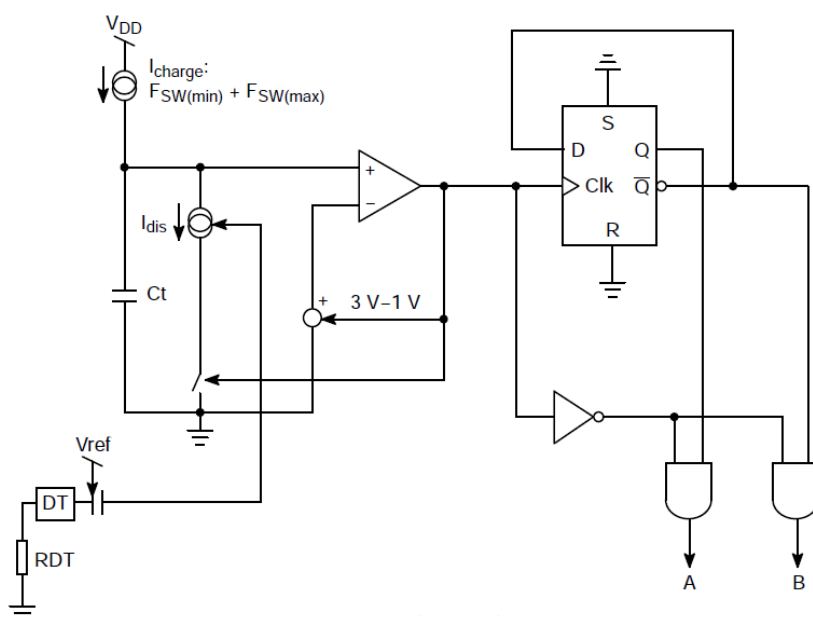 VDD
Icharge:
FSW(min) + FSW(max)
S
D Q
Clk Q
R
+
−
Idis
Ct
+ 3 V−1 V
Vref
DT
RDT
A B